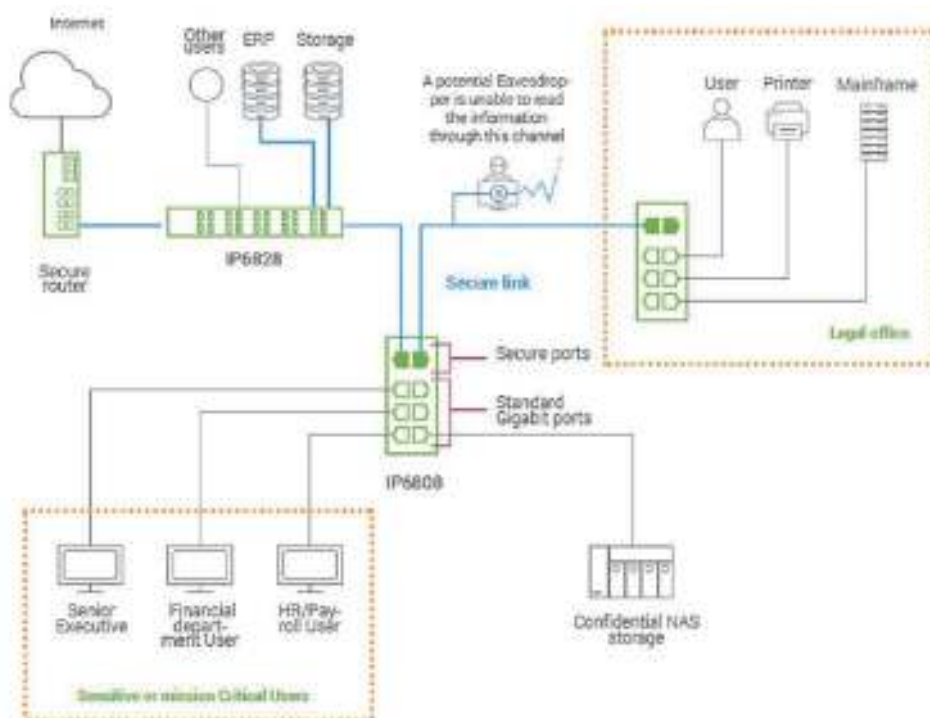 Internet
Other
users
ERP
Storage
A potential Eavesdrop-
per is unable to read
the information
through this channel
User
Printer
Mainframe
IP6828
Secure
router
Secure link
Legal office
Secure ports
Standard
Gigabit ports
IP6808
Senior
Executive
Financial
depart-
ment User
HR/Pay-
roll User
Confidential NAS
storage
Sensitive or mission Critical Users